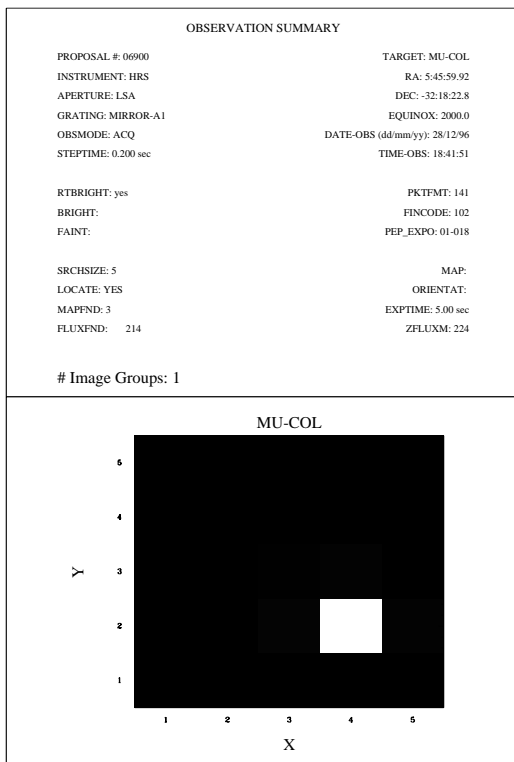 OBSERVATION SUMMARY
PROPOSAL #: 06900 TARGET: MU-COL
INSTRUMENT: HRS RA: 5:45:59.92
APERTURE: LSA DEC: -32:18:22.8
GRATING: MIRROR-A1 EQUINOX: 2000.0
OBSMODE: ACQ DATE-OBS (dd/mm/yy): 28/12/96
STEPTIME: 0.200 sec TIME-OBS: 18:41:51
RTBRIGHT: yes PKTFMT: 141
BRIGHT: FINCODE: 102
FAINT: PEP_EXPO: 01-018
SRCHSIZE: 5 MAP:
LOCATE: YES ORIENTAT:
MAPFND: 3 EXPTIME: 5.00 sec
FLUXFND: 214 ZFLUXM: 224
# Image Groups: 1
MU-COL
5
4
Y 3
2
1
1 2 3 4 5
X